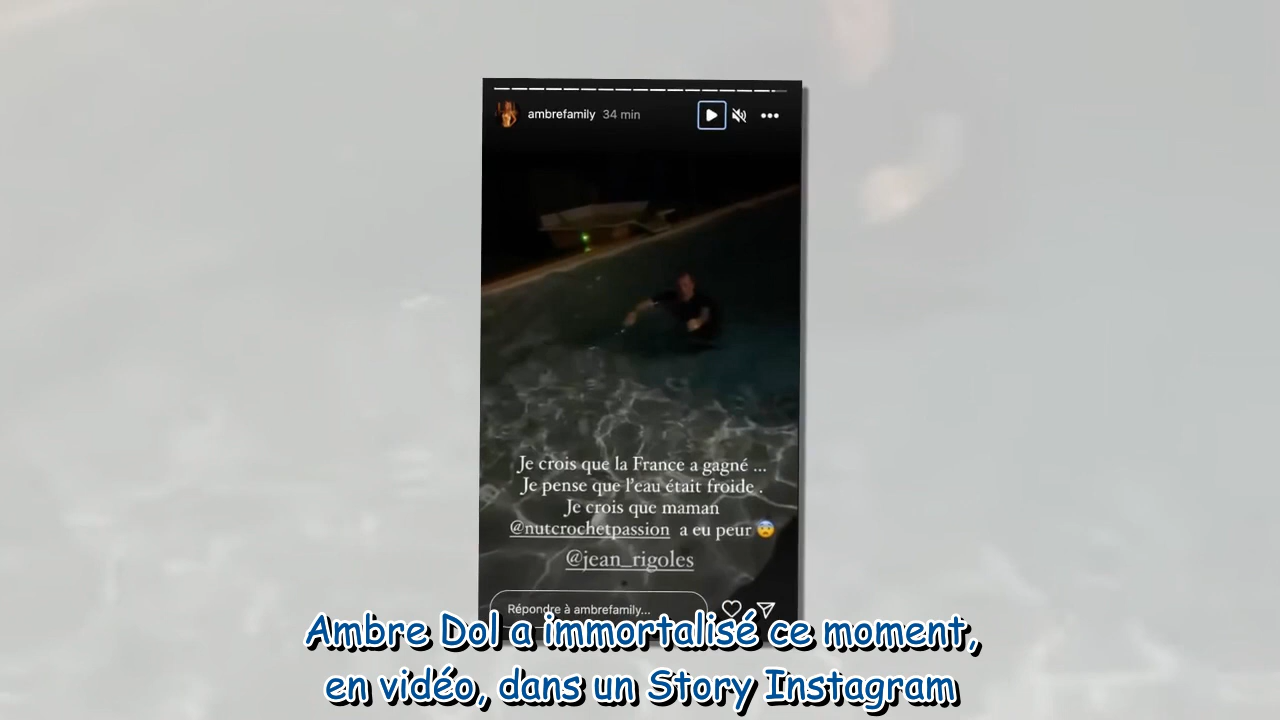 ambrefamily 34 min
Je crois que la France a gagné ...
Je pense que l'eau était froide .
Je crois que maman
@nutcrochetpassion a eu peur 😨
@jean_rigoles
Répondre à ambrefamily...
Ambre Dol a immortalisé ce moment,
en vidéo, dans un Story Instagram